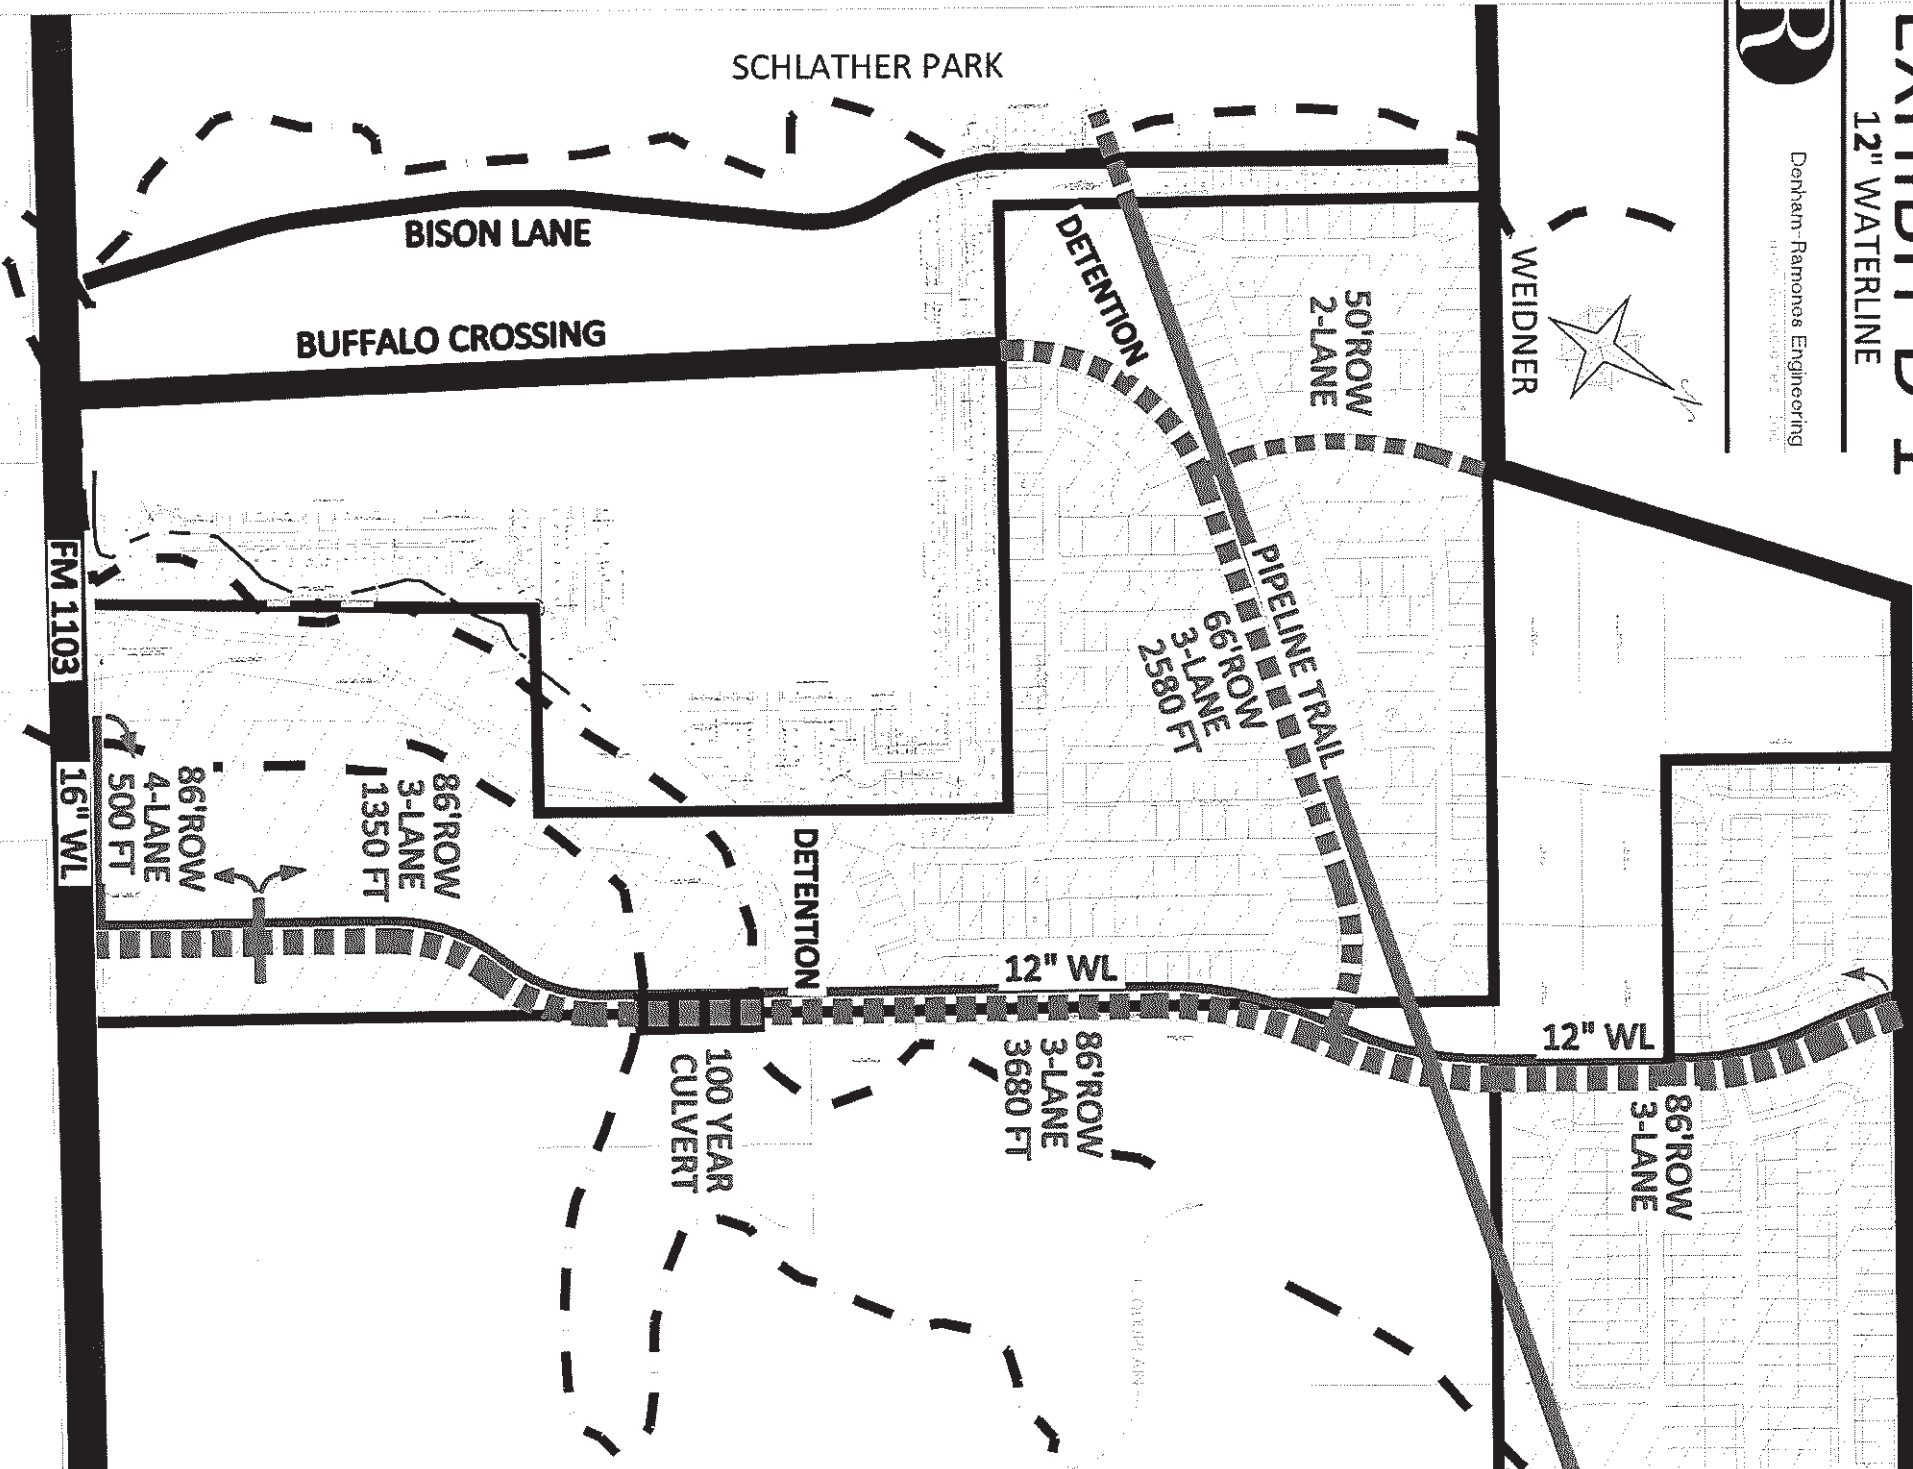 12" WATERLINE
R
Denham-Ramones Engineering
SCHLATHER PARK
WEIDNER
BISON LANE
BUFFALO CROSSING
DETENTION
50'ROW
2-LANE
PIPELINE TRAIL
66'ROW
3-LANE
2580 FT
FM 1103
16" WL
86'ROW
4-LANE
500 FT
86'ROW
3-LANE
1350 FT
DETENTION
12" WL
12" WL
100 YEAR
CULVERT
86'ROW
3-LANE
3680 FT
86'ROW
3-LANE